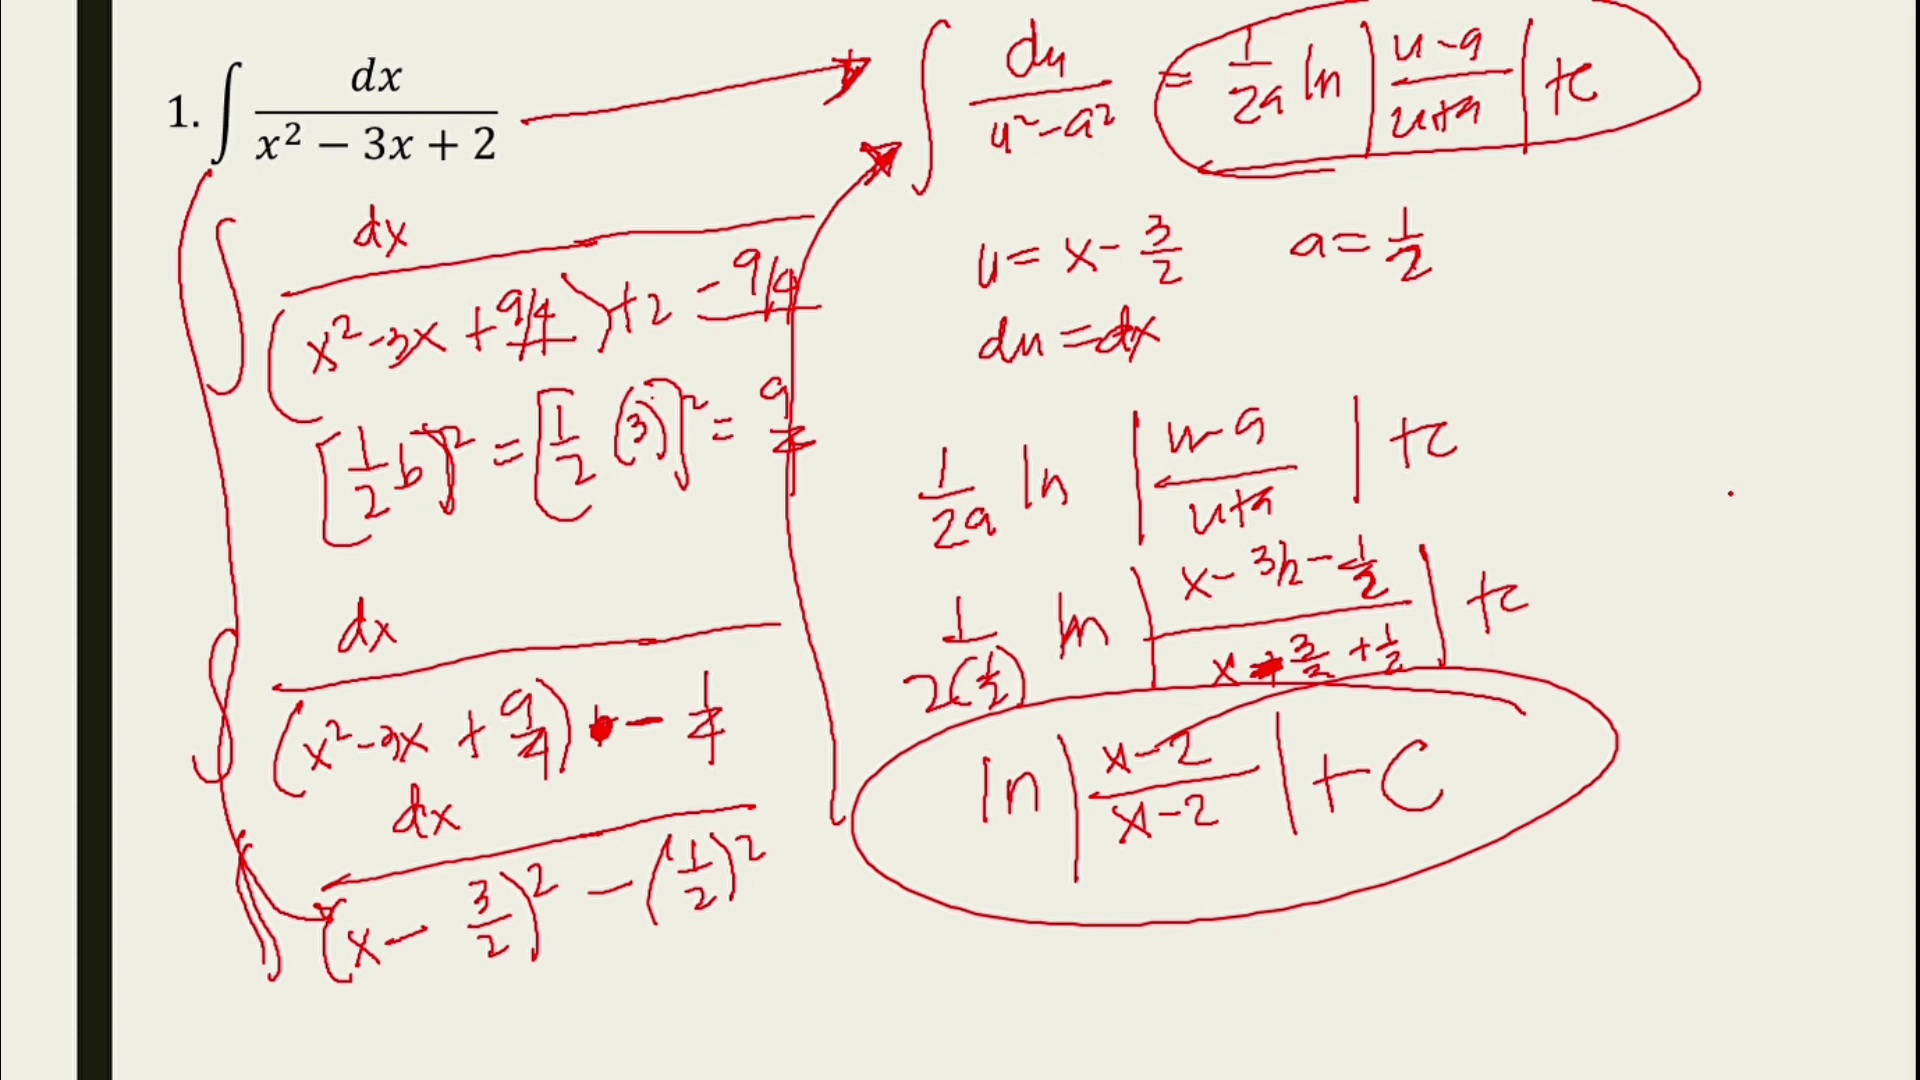 1. ∫ dx / (x² − 3x + 2)
∫ du / (u² − a²) = 1/(2a) ln |(u − a)/(u + a)| + c
∫ dx / ((x² − 3x + 9/4) + 2 − 9/4)
[1/2 b]² = [1/2 (3)]² = 9/4
∫ dx / ((x² − 3x + 9/4) − 1/4)
∫ dx / ((x − 3/2)² − (1/2)²)
u = x − 3/2 a = 1/2
du = dx
1/(2a) ln |(u − a)/(u + a)| + c
1/(2(1/2)) ln |(x − 3/2 − 1/2)/(x − 3/2 + 1/2)| + c
ln |(x − 2)/(x − 2)| + C